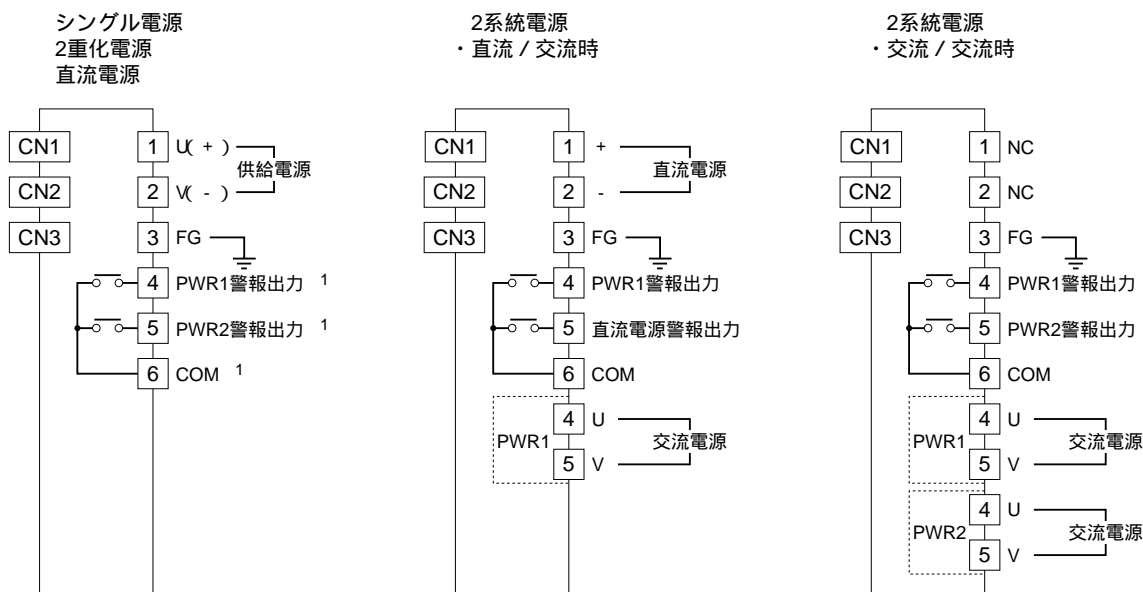 シングル電源
2重化電源
直流電源
CN1
1
U( + )
供給電源
CN2
2
V( - )
CN3
3
FG
4
PWR1警報出力 1
5
PWR2警報出力 1
6
COM 1
2系統電源
・直流 / 交流時
CN1
1
+
直流電源
CN2
2
-
CN3
3
FG
4
PWR1警報出力
5
直流電源警報出力
6
COM
PWR1
4
U
交流電源
5
V
2系統電源
・交流 / 交流時
CN1
1
NC
CN2
2
NC
CN3
3
FG
4
PWR1警報出力
5
PWR2警報出力
6
COM
PWR1
4
U
交流電源
5
V
PWR2
4
U
交流電源
5
V